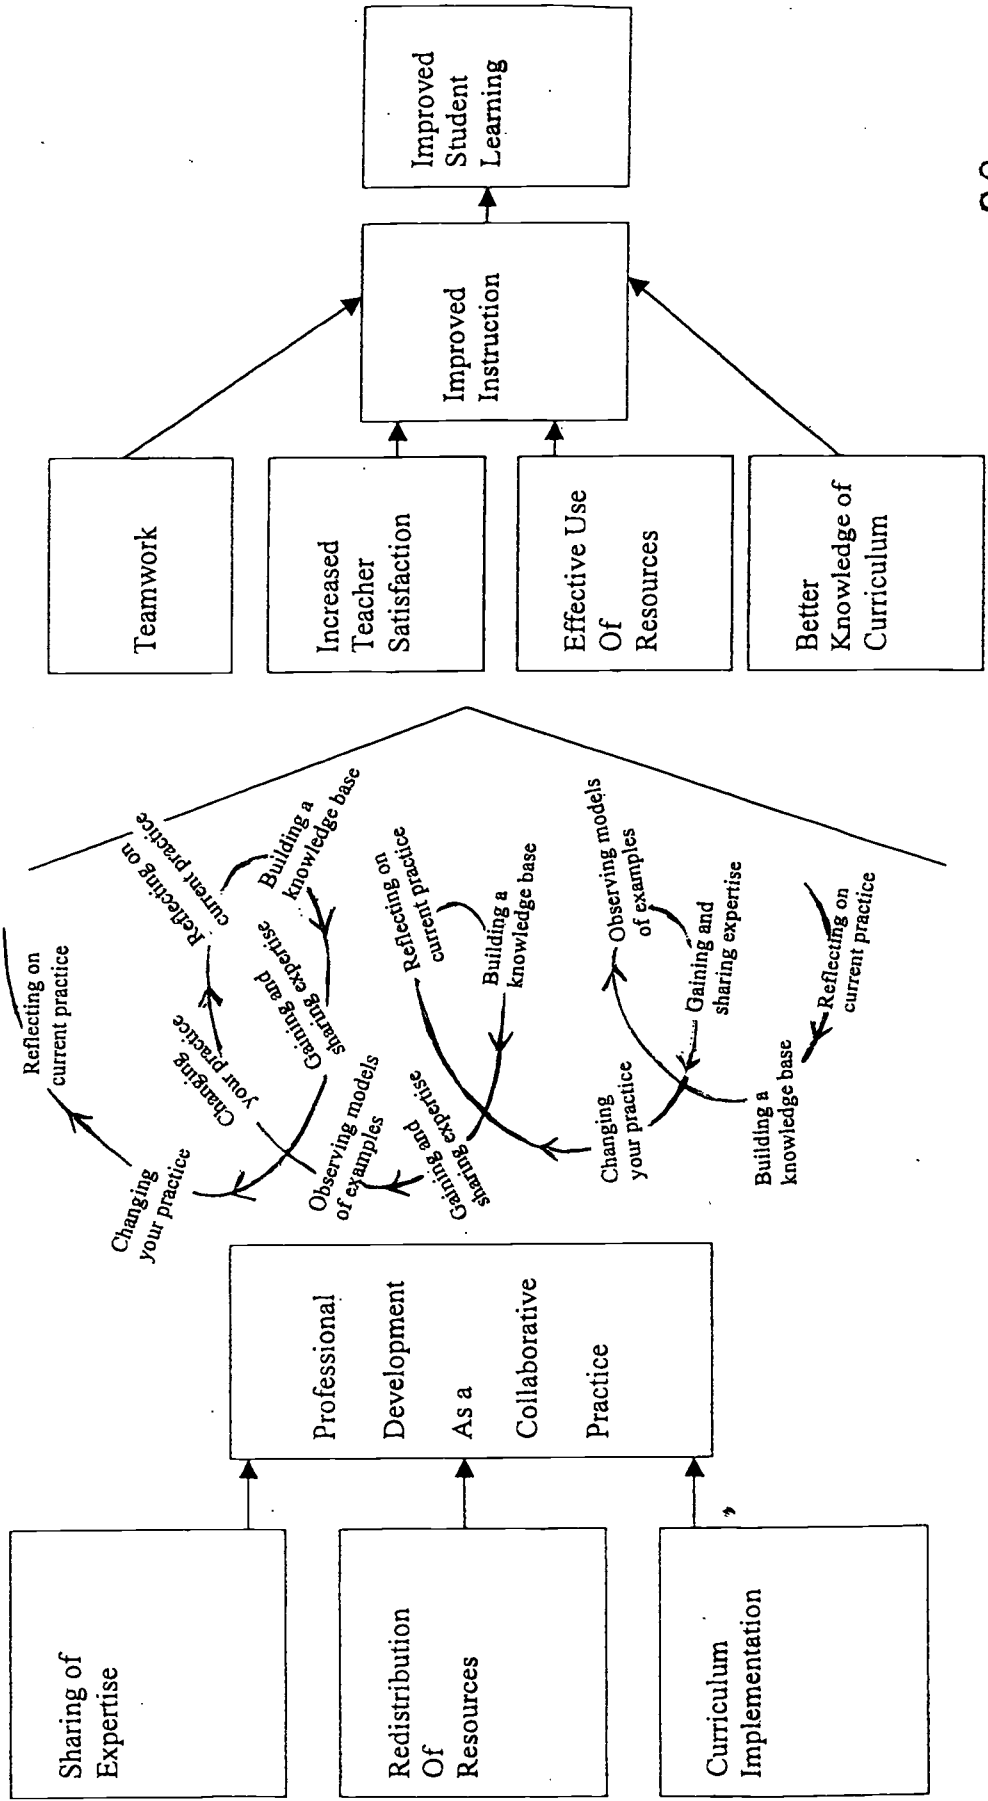 Sharing of
Expertise
Redistribution
Of
Resources
Curriculum
Implementation
Professional
Development
As a
Collaborative
Practice
Reflecting on
current practice
Changing
your practice
Reflecting on
current practice
Changing
your practice
Building a
knowledge base
Gaining and
sharing expertise
Observing models
of examples
Reflecting on
current practice
Gaining and
sharing expertise
Building a
knowledge base
Observing models
of examples
Changing
your practice
Gaining and
sharing expertise
Building a
knowledge base
Reflecting on
current practice
Teamwork
Increased
Teacher
Satisfaction
Effective Use
Of
Resources
Better
Knowledge of
Curriculum
Improved
Instruction
Improved
Student
Learning